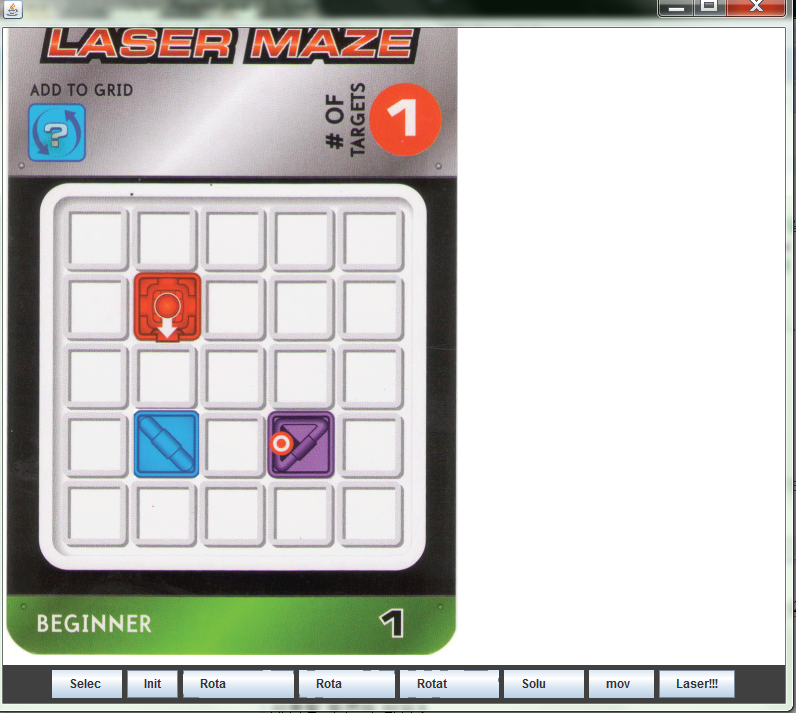 LASER MAZE
ADD TO GRID
?
# OF
TARGETS
1
BEGINNER
1
Selec
Init
Rota
Rota
Rotat
Solu
mov
Laser!!!